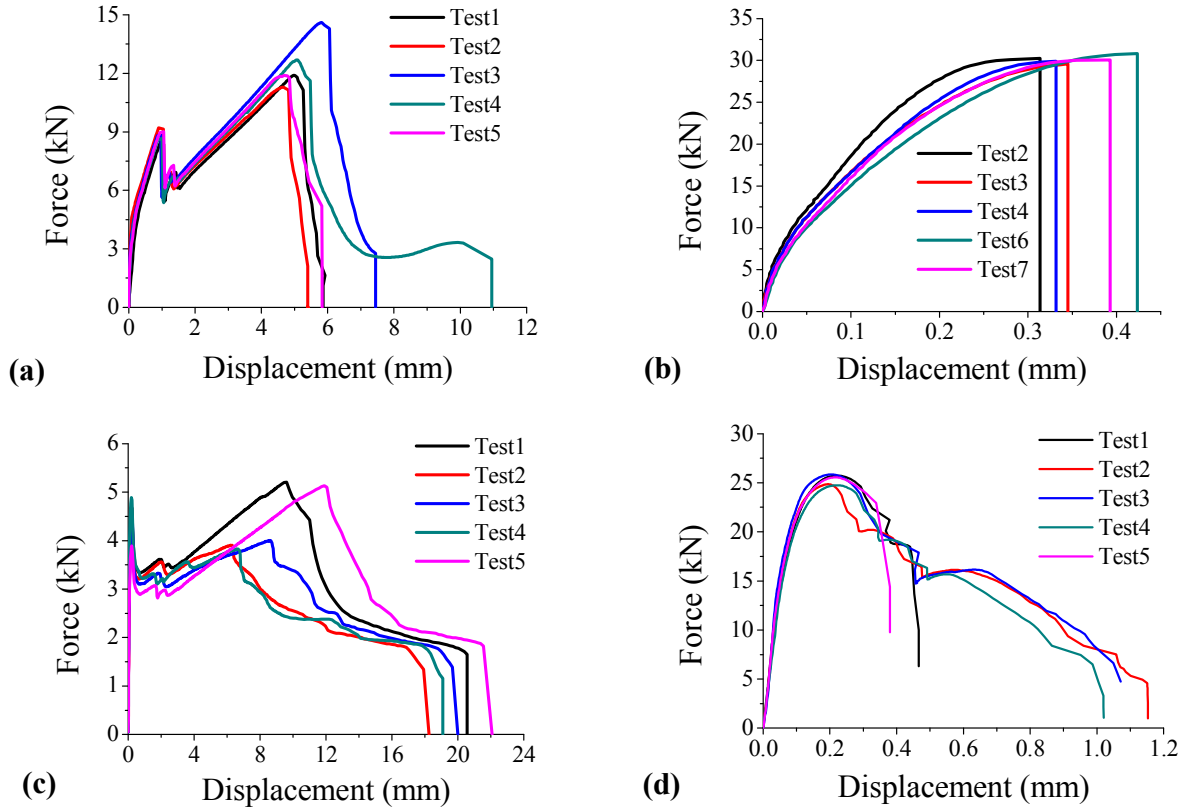 15
12
9
6
3
0
Force (kN)
Test1
Test2
Test3
Test4
Test5
0 2 4 6 8 10 12
Displacement (mm)
(a)
35
30
25
20
15
10
5
0
Force (kN)
Test2
Test3
Test4
Test6
Test7
0.0 0.1 0.2 0.3 0.4
Displacement (mm)
(b)
6
5
4
3
2
1
0
Force (kN)
Test1
Test2
Test3
Test4
Test5
0 4 8 12 16 20 24
Displacement (mm)
(c)
30
25
20
15
10
5
0
Force (kN)
Test1
Test2
Test3
Test4
Test5
0.0 0.2 0.4 0.6 0.8 1.0 1.2
Displacement (mm)
(d)